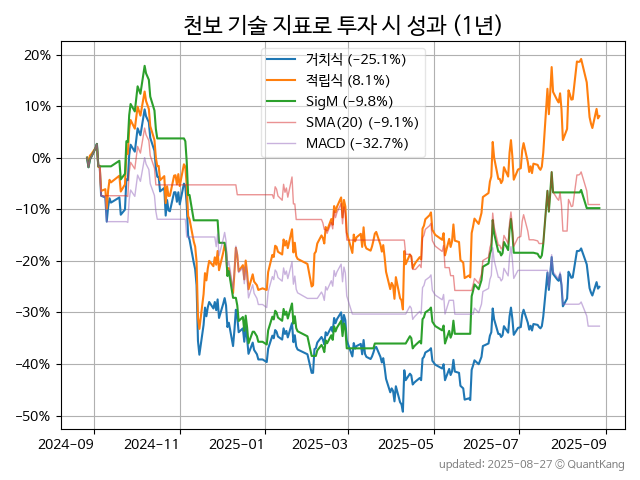 천보 기술 지표로 투자 시 성과 (1년)
거치식 (−25.1%)
적립식 (8.1%)
SigM (−9.8%)
SMA(20) (−9.1%)
MACD (−32.7%)
20%
10%
0%
−10%
−20%
−30%
−40%
−50%
2024-09 2024-11 2025-01 2025-03 2025-05 2025-07 2025-09
updated: 2025-08-27 © QuantKang